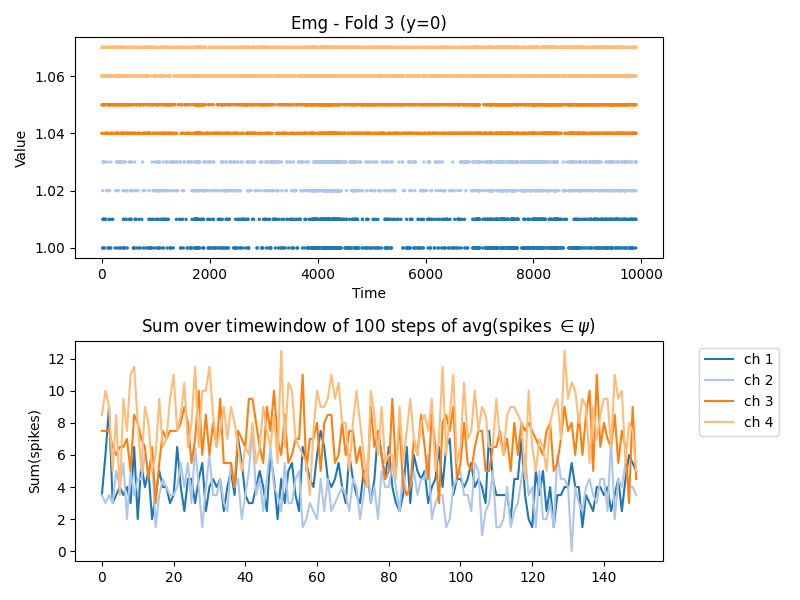 Emg - Fold 3 (y=0)
Value
1.06
1.04
1.02
1.00
0 2000 4000 6000 8000 10000
Time
Sum over timewindow of 100 steps of avg(spikes ∈ψ)
Sum(spikes)
12
10
8
6
4
2
0
0 20 40 60 80 100 120 140
ch 1
ch 2
ch 3
ch 4